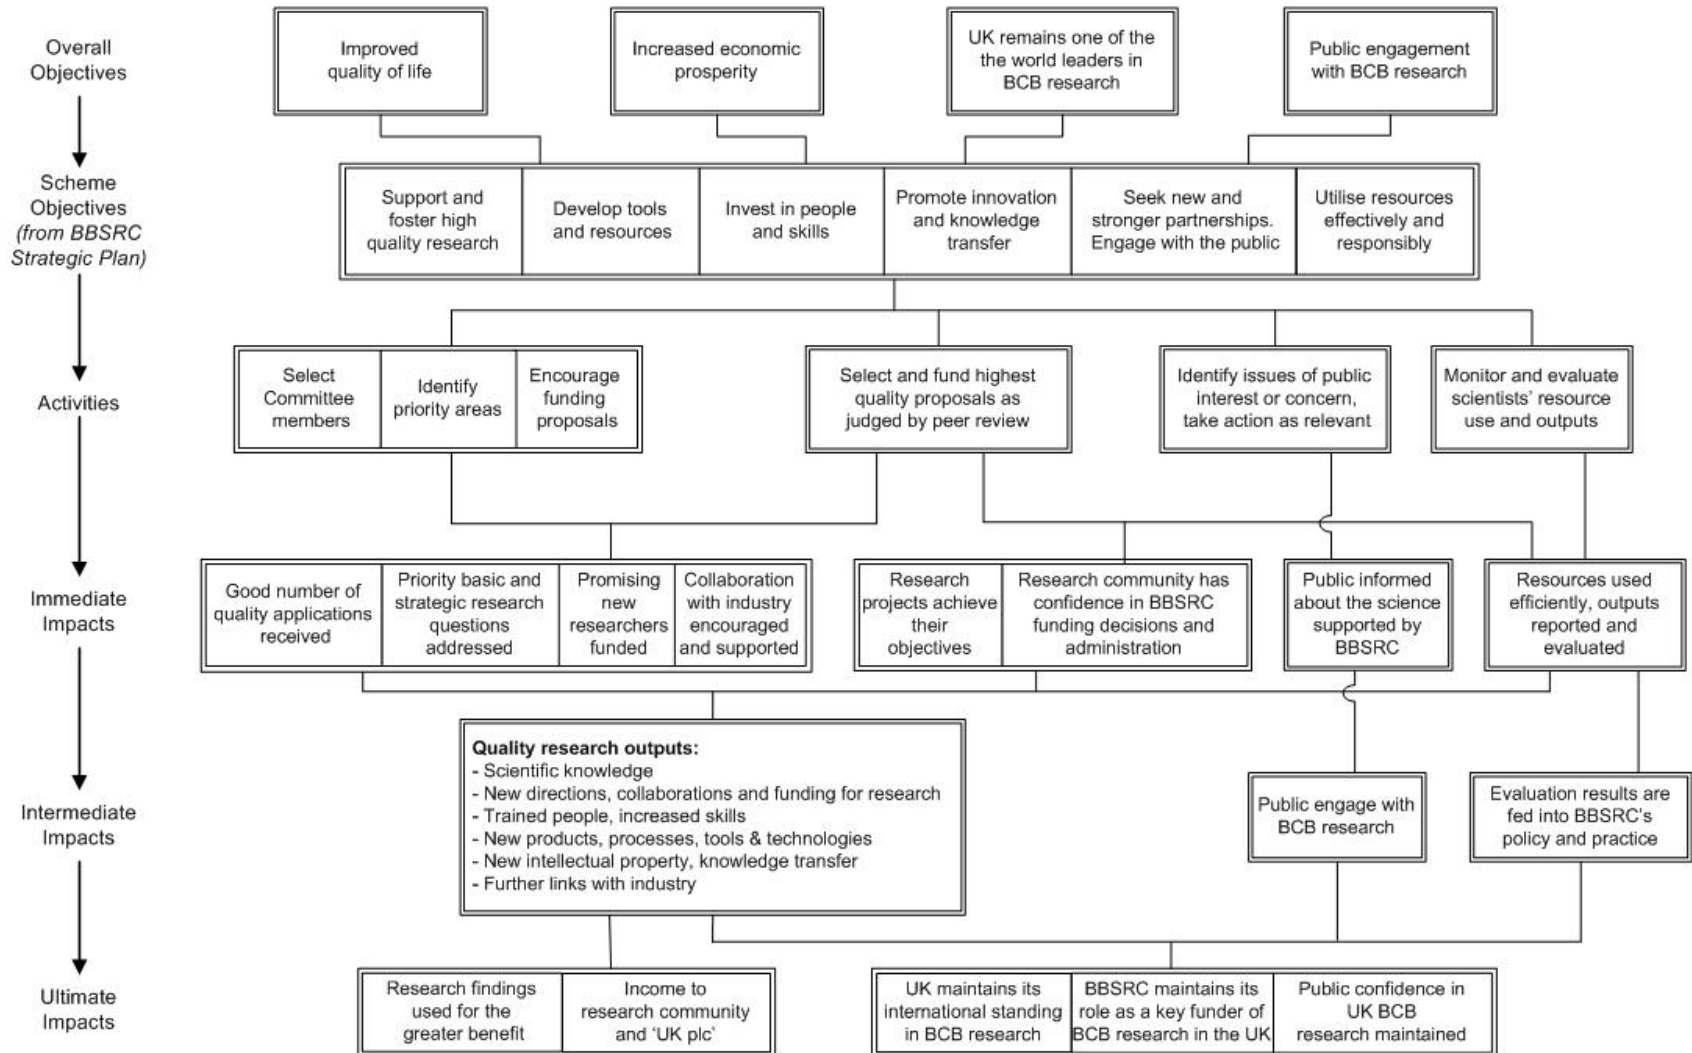 Overall
Objectives
Improved
quality of life
Increased economic
prosperity
UK remains one of the
the world leaders in
BCB research
Public engagement
with BCB research
Scheme
Objectives
(from BBSRC
Strategic Plan)
Support and
foster high
quality research
Develop tools
and resources
Invest in people
and skills
Promote innovation
and knowledge
transfer
Seek new and
stronger partnerships.
Engage with the public
Utilise resources
effectively and
responsibly
Activities
Select
Committee
members
Identify
priority areas
Encourage
funding
proposals
Select and fund highest
quality proposals as
judged by peer review
Identify issues of public
interest or concern,
take action as relevant
Monitor and evaluate
scientists’ resource
use and outputs
Immediate
Impacts
Good number of
quality applications
received
Priority basic and
strategic research
questions
addressed
Promising
new
researchers
funded
Collaboration
with industry
encouraged
and supported
Research
projects achieve
their
objectives
Research community has
confidence in BBSRC
funding decisions and
administration
Public informed
about the science
supported by
BBSRC
Resources used
efficiently, outputs
reported and
evaluated
Intermediate
Impacts
Quality research outputs:
- Scientific knowledge
- New directions, collaborations and funding for research
- Trained people, increased skills
- New products, processes, tools & technologies
- New intellectual property, knowledge transfer
- Further links with industry
Public engage with
BCB research
Evaluation results are
fed into BBSRC's
policy and practice
Ultimate
Impacts
Research findings
used for the
greater benefit
Income to
research community
and ‘UK plc’
UK maintains its
international standing
in BCB research
BBSRC maintains its
role as a key funder of
BCB research in the UK
Public confidence in
UK BCB
research maintained